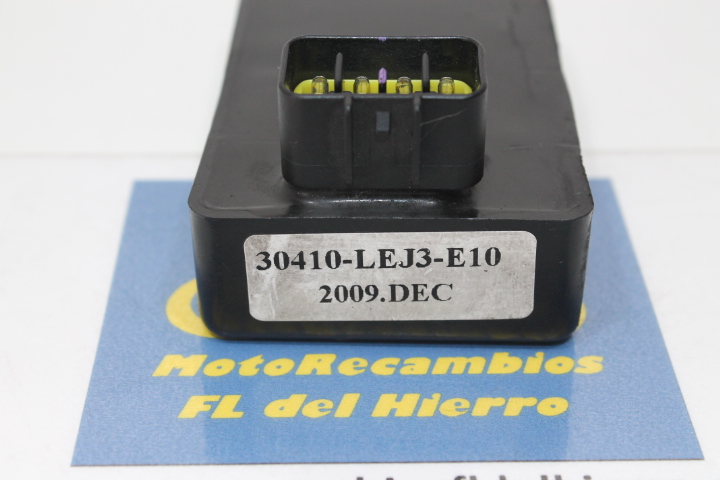 30410-LEJ3-E10
2009.DEC
MotoRecambios
FL del Hierro